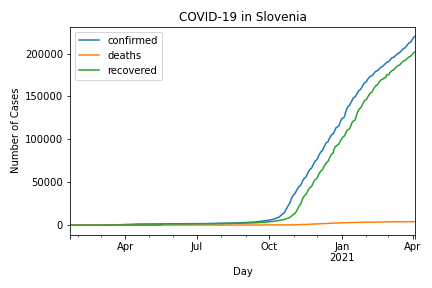 COVID-19 in Slovenia
confirmed
deaths
recovered
Number of Cases
200000
150000
100000
50000
0
Apr
Jul
Oct
Jan
2021
Apr
Day